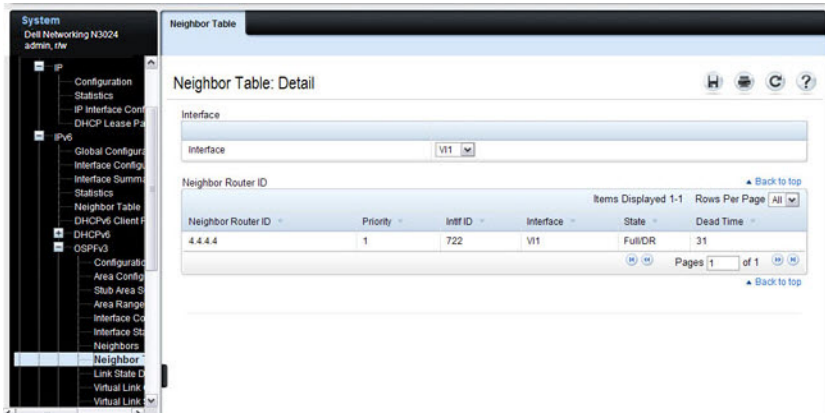 System
Dell Networking N3024
admin, r/w
IP
Configuration
Statistics
IP Interface Conf
DHCP Lease Pa
IPv6
Global Configura
Interface Configu
Interface Summa
Statistics
Neighbor Table
DHCPv6 Client P
DHCPv6
OSPFv3
Configuratio
Area Config
Stub Area S
Area Range
Interface Co
Interface Sta
Neighbors
Neighbor T
Link State D
Virtual Link
Virtual Link S
Neighbor Table
Neighbor Table: Detail
?
Interface
Interface Vl1
Neighbor Router ID Back to top
Items Displayed 1-1 Rows Per Page All
Neighbor Router ID Priority Intif ID Interface State Dead Time
4.4.4.4 1 722 Vl1 Full/DR 31
Pages 1 of 1
Back to top